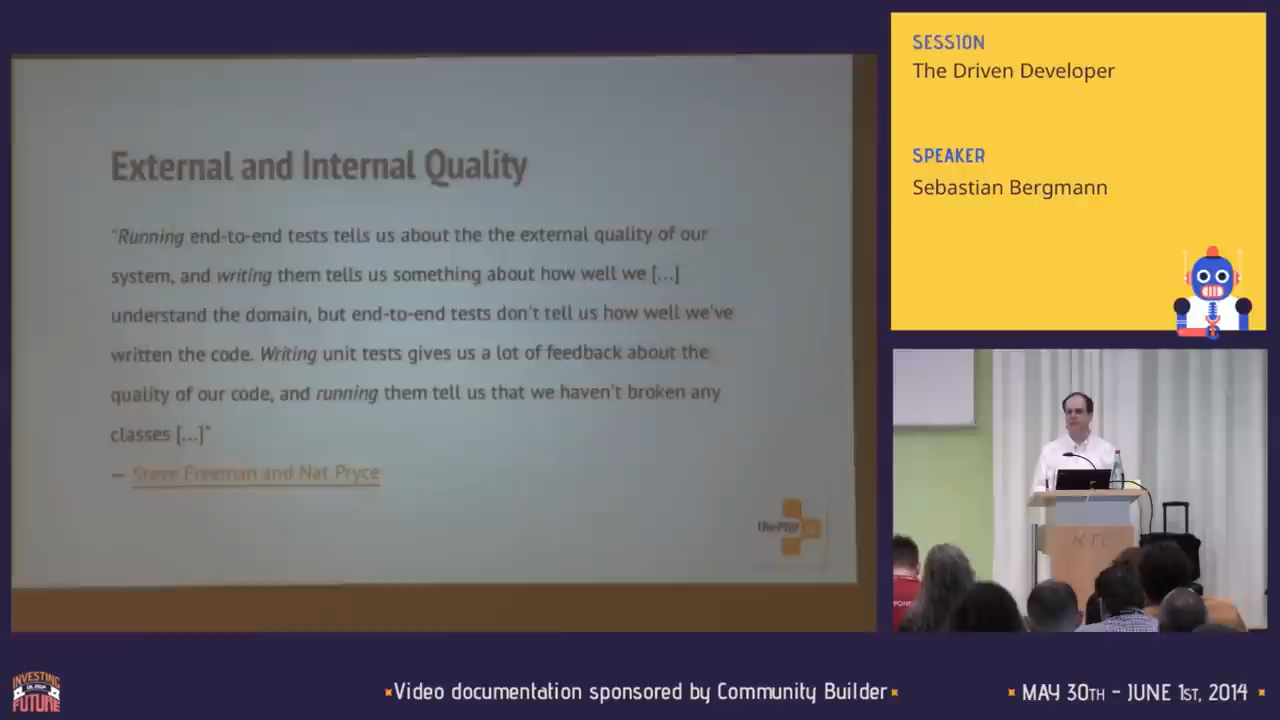 External and Internal Quality
"Running end-to-end tests tells us about the the external quality of our
system, and writing them tells us something about how well we [...]
understand the domain, but end-to-end tests don't tell us how well we've
written the code. Writing unit tests gives us a lot of feedback about the
quality of our code, and running them tell us that we haven't broken any
classes [...]"
— Steve Freeman and Nat Pryce
SESSION
The Driven Developer
SPEAKER
Sebastian Bergmann
INVESTING
FUTURE
Video documentation sponsored by Community Builder
MAY 30TH - JUNE 1ST, 2014